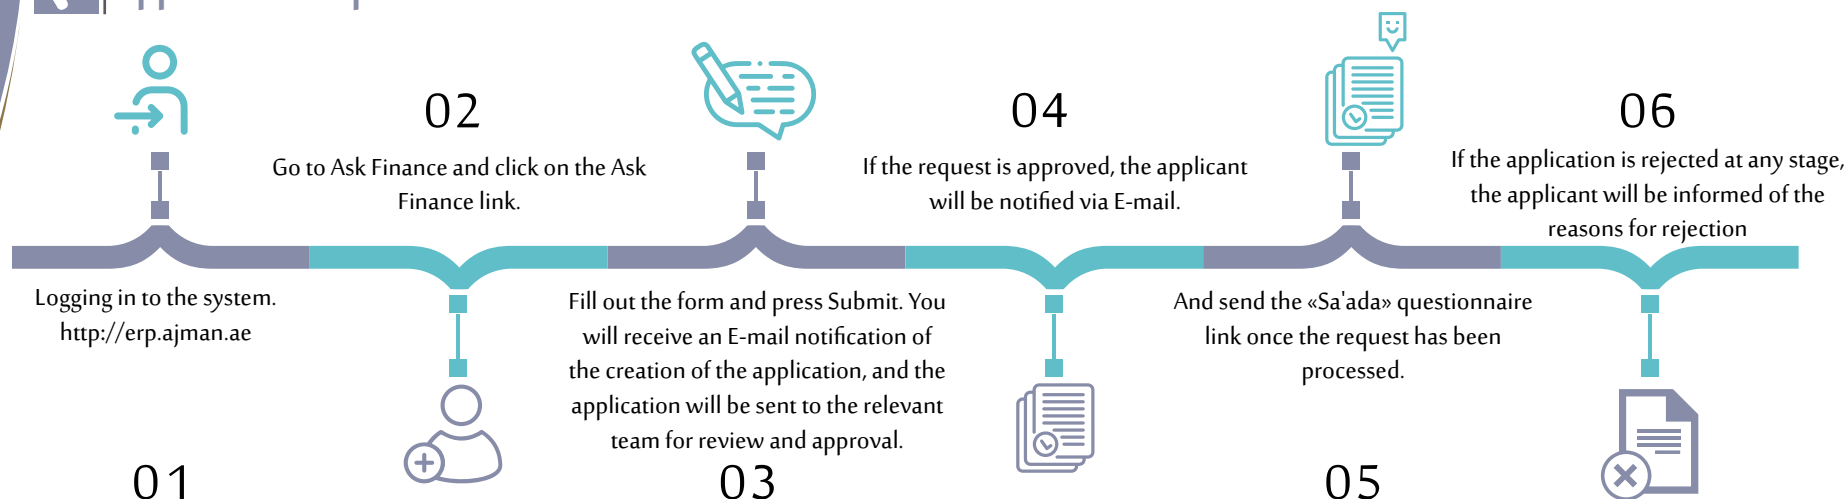 01
Logging in to the system.
http://erp.ajman.ae
02
Go to Ask Finance and click on the Ask
Finance link.
03
Fill out the form and press Submit. You
will receive an E-mail notification of
the creation of the application, and the
application will be sent to the relevant
team for review and approval.
04
If the request is approved, the applicant
will be notified via E-mail.
05
And send the «Sa'ada» questionnaire
link once the request has been
processed.
06
If the application is rejected at any stage,
the applicant will be informed of the
reasons for rejection